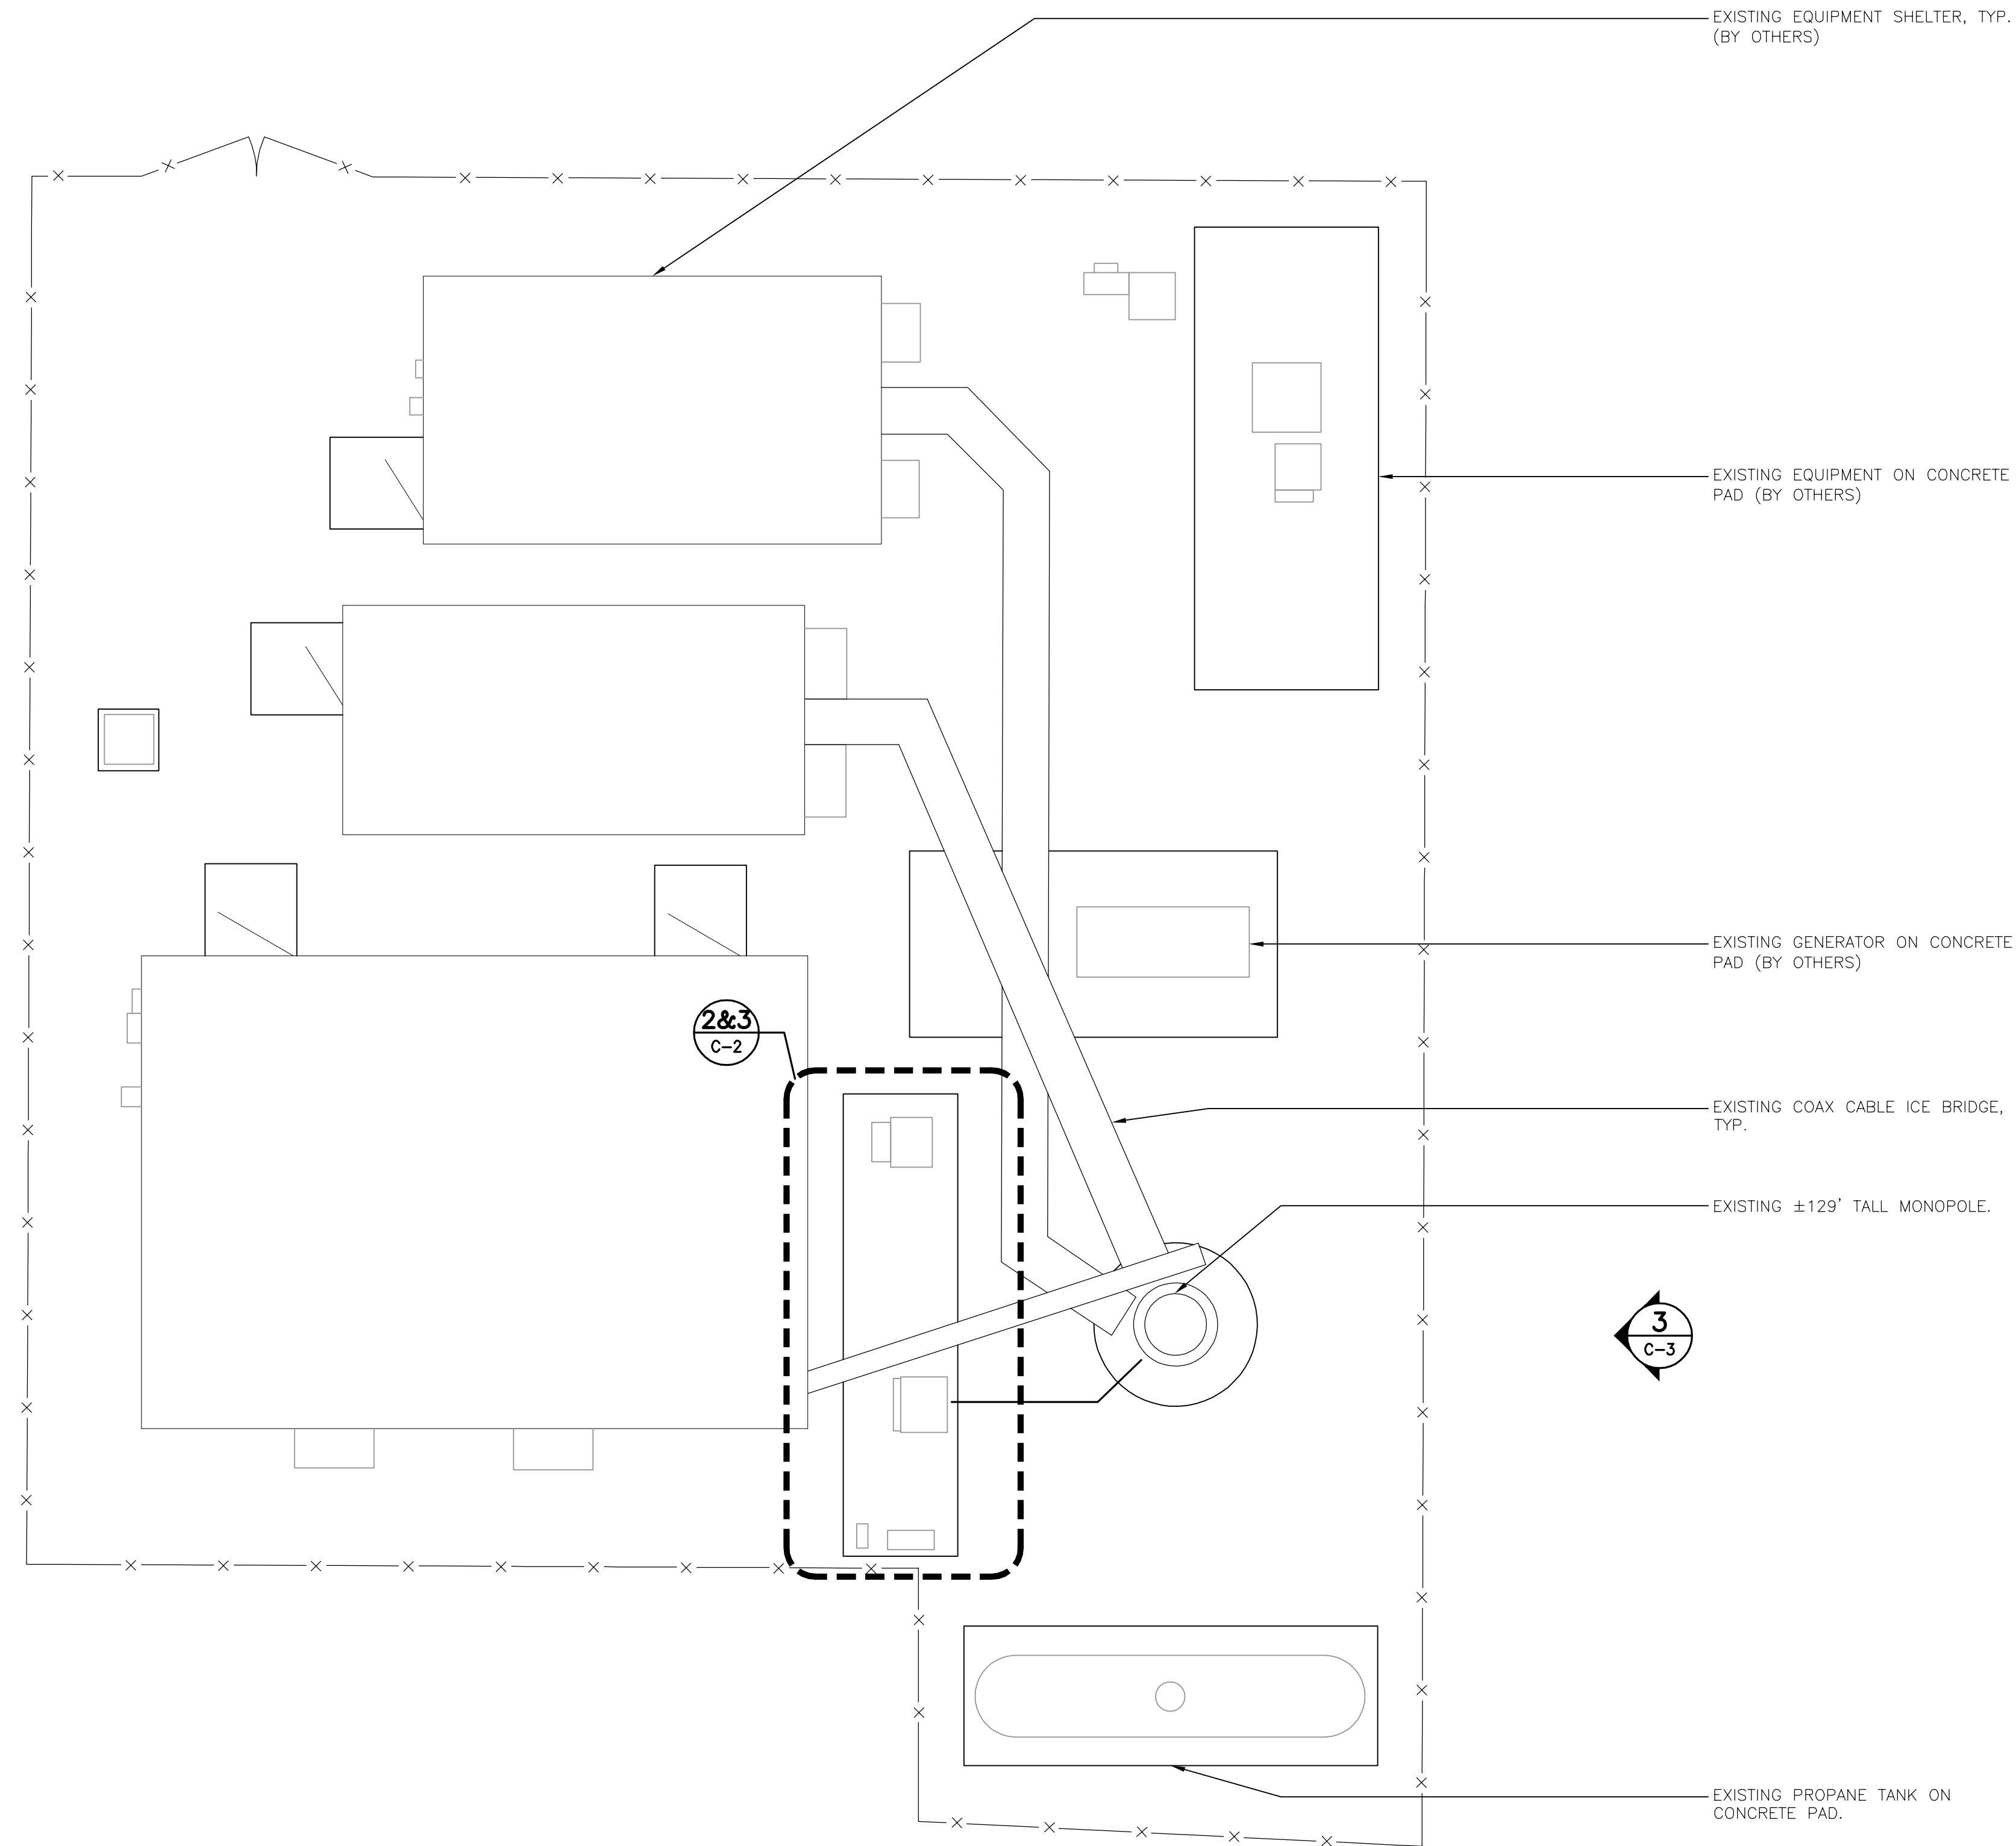 EXISTING EQUIPMENT SHELTER, TYP.
(BY OTHERS)
EXISTING EQUIPMENT ON CONCRETE
PAD (BY OTHERS)
EXISTING GENERATOR ON CONCRETE
PAD (BY OTHERS)
2&3
C-2
EXISTING COAX CABLE ICE BRIDGE,
TYP.
EXISTING ±129' TALL MONOPOLE.
3
C-3
EXISTING PROPANE TANK ON
CONCRETE PAD.